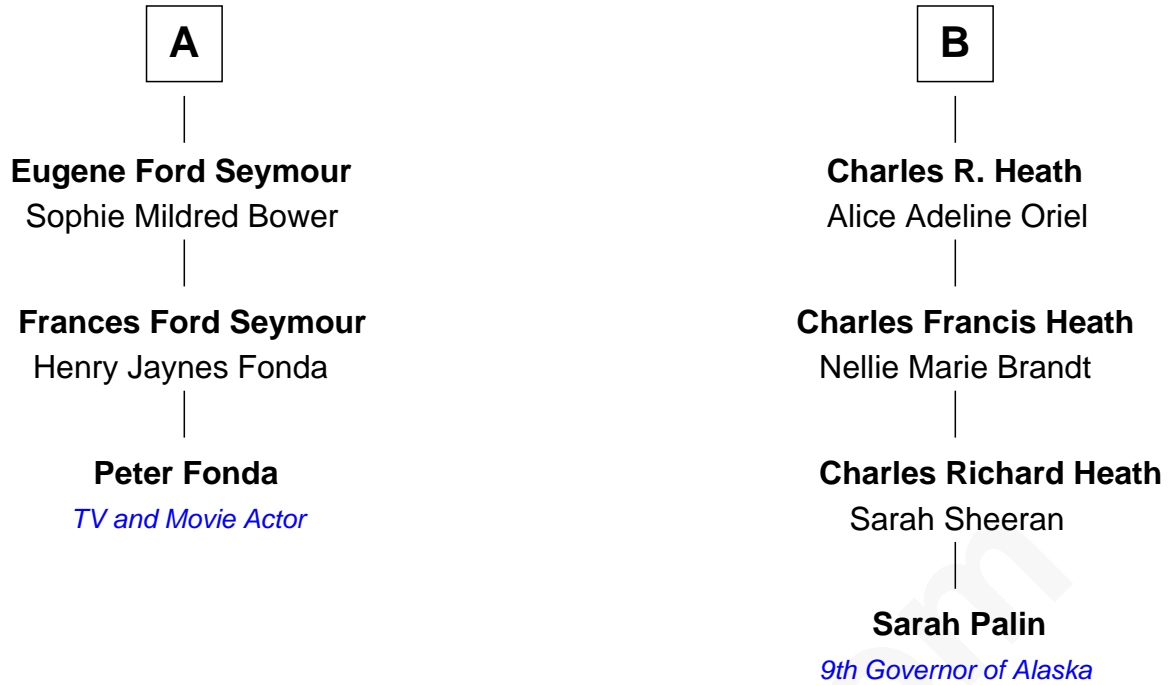 A
Eugene Ford Seymour
Sophie Mildred Bower
Frances Ford Seymour
Henry Jaynes Fonda
Peter Fonda
TV and Movie Actor
B
Charles R. Heath
Alice Adeline Oriel
Charles Francis Heath
Nellie Marie Brandt
Charles Richard Heath
Sarah Sheeran
Sarah Palin
9th Governor of Alaska